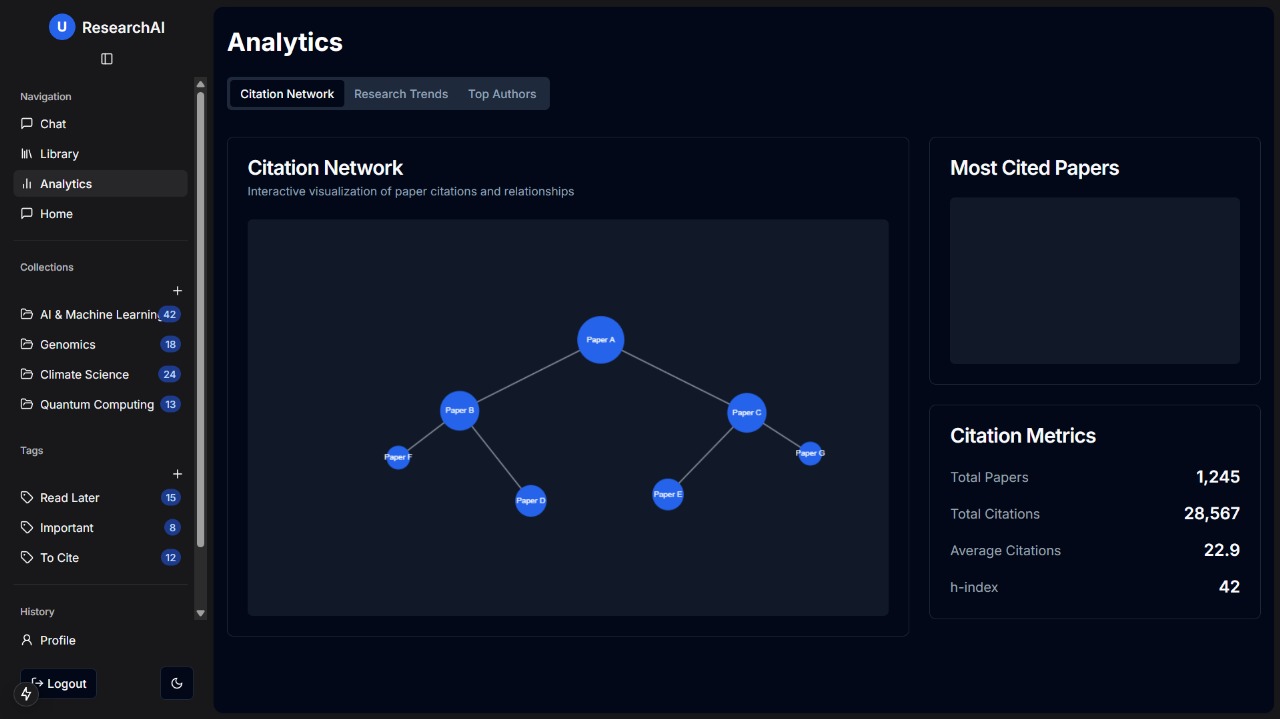 U ResearchAI
Navigation
Chat
Library
Analytics
Home
Collections
AI & Machine Learning 42
Genomics 18
Climate Science 24
Quantum Computing 13
Tags
Read Later 15
Important 8
To Cite 12
History
Profile
Logout
Analytics
Citation Network Research Trends Top Authors
Citation Network
Interactive visualization of paper citations and relationships
Paper A
Paper B
Paper C
Paper F
Paper G
Paper D
Paper E
Most Cited Papers
Citation Metrics
Total Papers 1,245
Total Citations 28,567
Average Citations 22.9
h-index 42